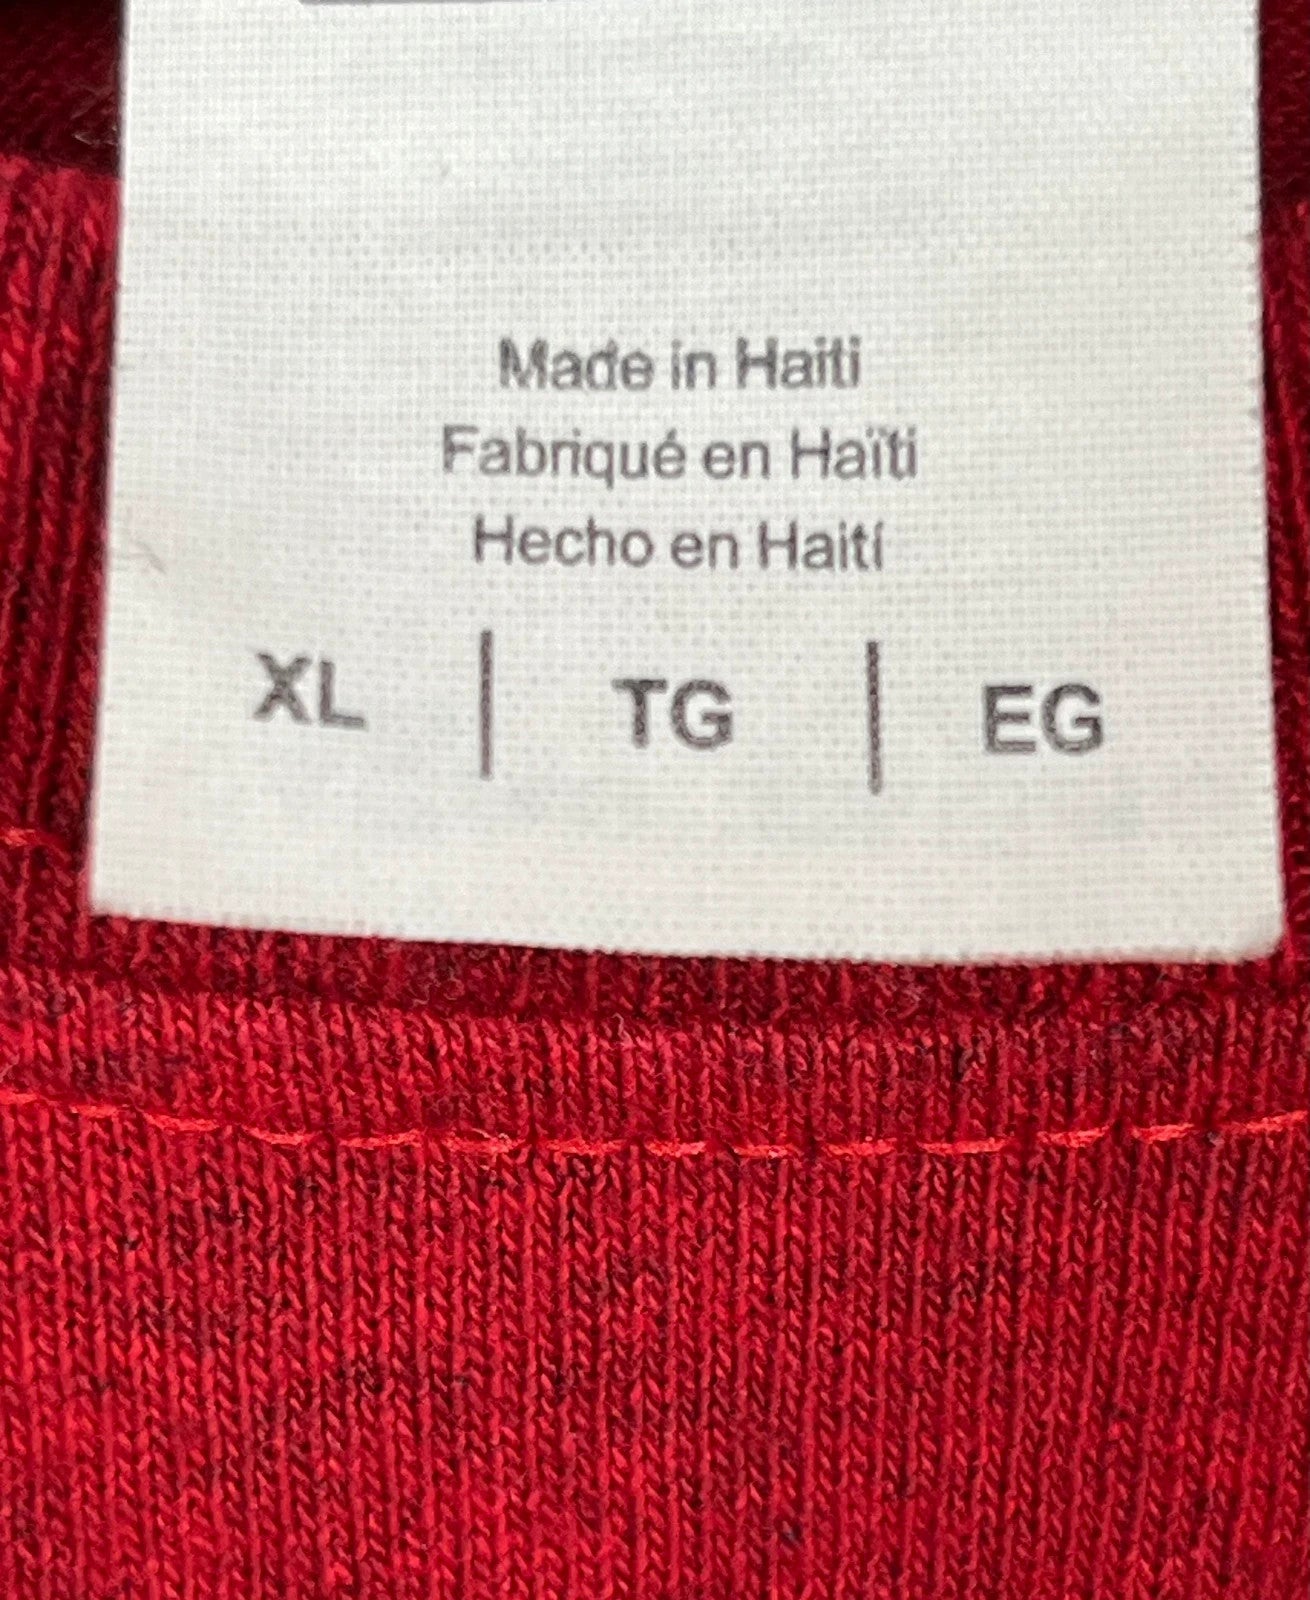 Made in Haiti
Fabriqué en Haïti
Hecho en Haití
XL | TG | EG